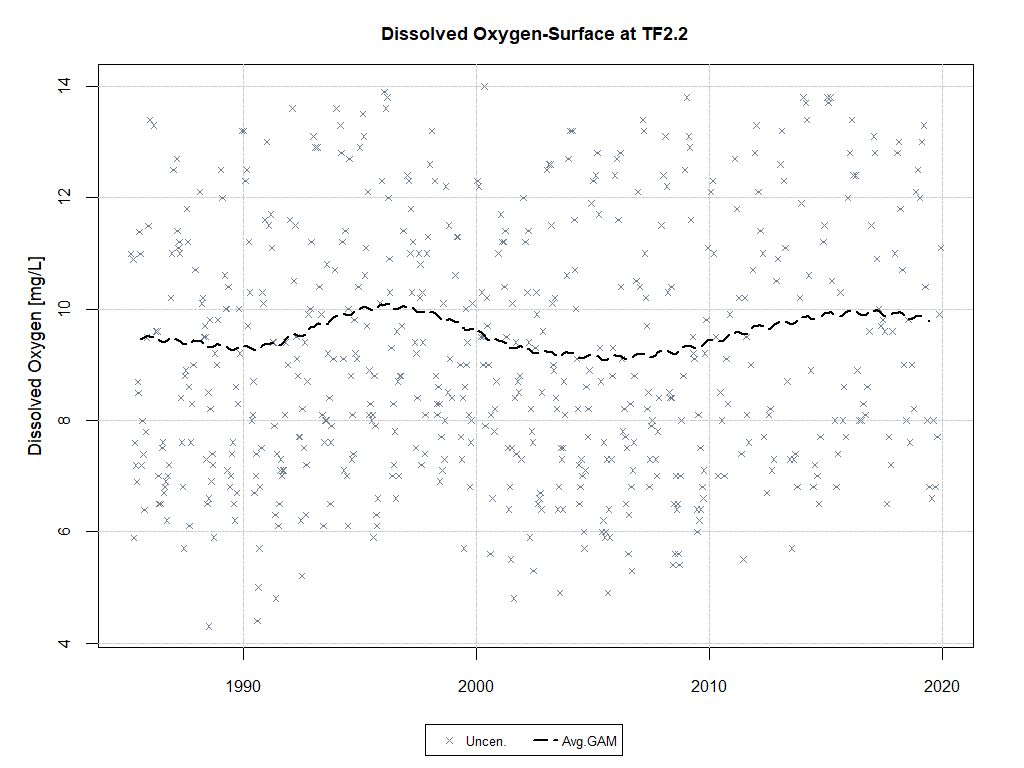 Dissolved Oxygen-Surface at TF2.2
Dissolved Oxygen [mg/L]
14
12
10
8
6
4
1990 2000 2010 2020
Uncen. Avg.GAM